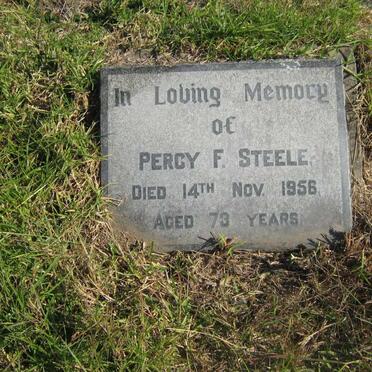 In Loving Memory
of
PERCY F. STEELE.
DIED 14TH NOV. 1956
AGED 73 YEARS